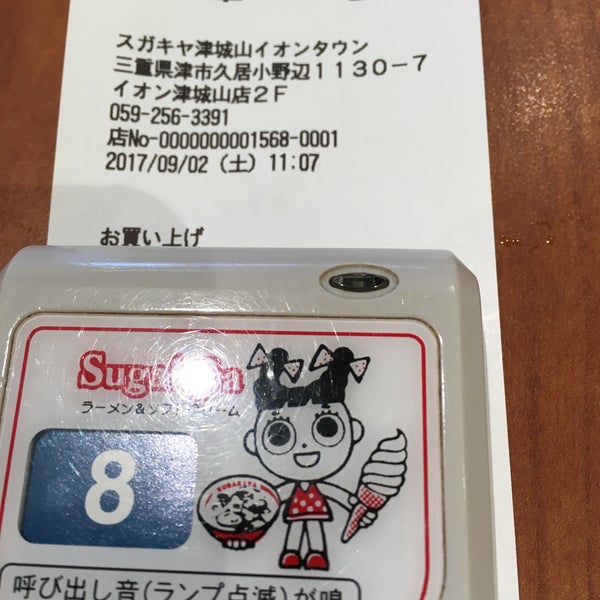 スガキヤ津城山イオンタウン
三重県津市久居小野辺１１３０－７
イオン津城山店２Ｆ
059-256-3391
店No-0000000001568-0001
2017/09/02（土）11:07
お買い上げ
Sugakiya
ラーメン&ソフトクリーム
8
SUGAKIYA
呼び出し音(ランプ点滅)が鳴